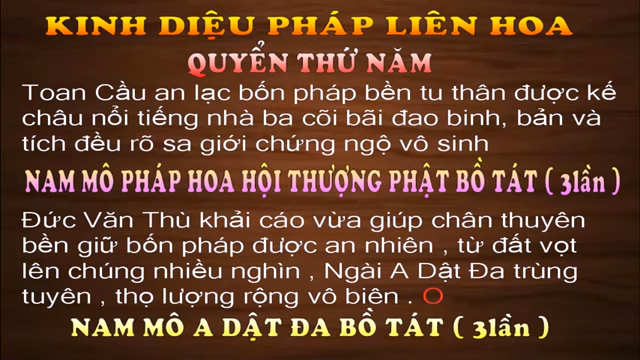 KINH DIỆU PHÁP LIÊN HOA
QUYỂN THỨ NĂM
Toan Cầu an lạc bốn pháp bền tu thân được kế
châu nổi tiếng nhà ba cõi bãi đao binh, bản và
tích đều rõ sa giới chứng ngộ vô sinh
NAM MÔ PHÁP HOA HỘI THƯỢNG PHẬT BỒ TÁT ( 3lần )
Đức Văn Thù khải cáo vừa giúp chân thuyên
bền giữ bốn pháp được an nhiên , từ đất vọt
lên chúng nhiều nghìn , Ngài A Dật Đa trùng
tuyên , thọ lượng rộng vô biên . O
NAM MÔ A DẬT ĐA BỒ TÁT ( 3lần )